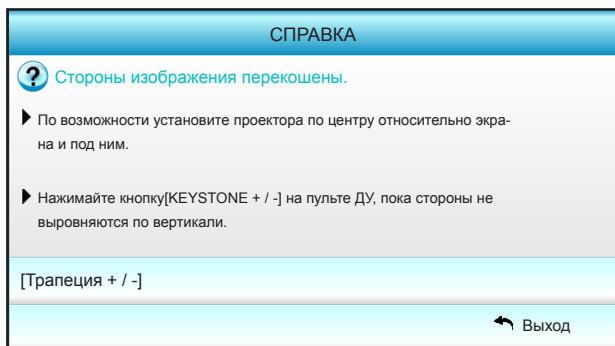 СПРАВКА
? Стороны изображения перекошены.
По возможности установите проектора по центру относительно экра-
на и под ним.
Нажимайте кнопку[KEYSTONE + / -] на пульте ДУ, пока стороны не
выровняются по вертикали.
[Трапеция + / -]
Выход